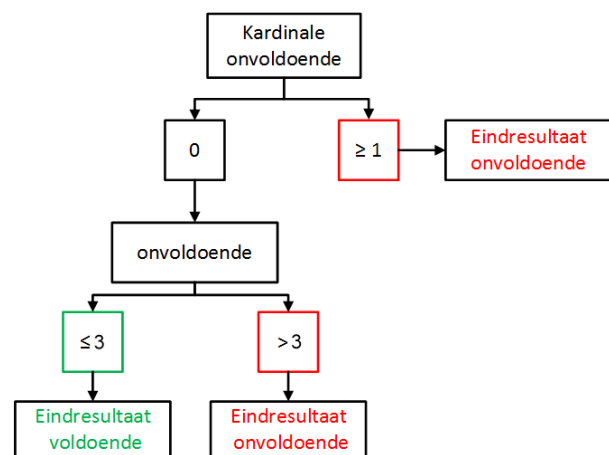 Kardinale
onvoldoende
0
≥ 1
Eindresultaat
onvoldoende
onvoldoende
≤ 3
> 3
Eindresultaat
voldoende
Eindresultaat
onvoldoende